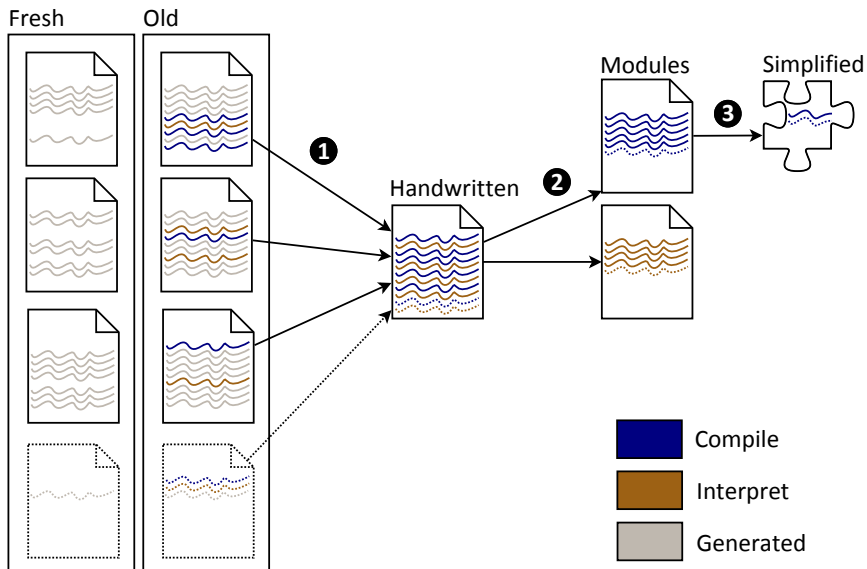 Fresh
Old
Modules
Simplified
1
3
Handwritten
2
Compile
Interpret
Generated